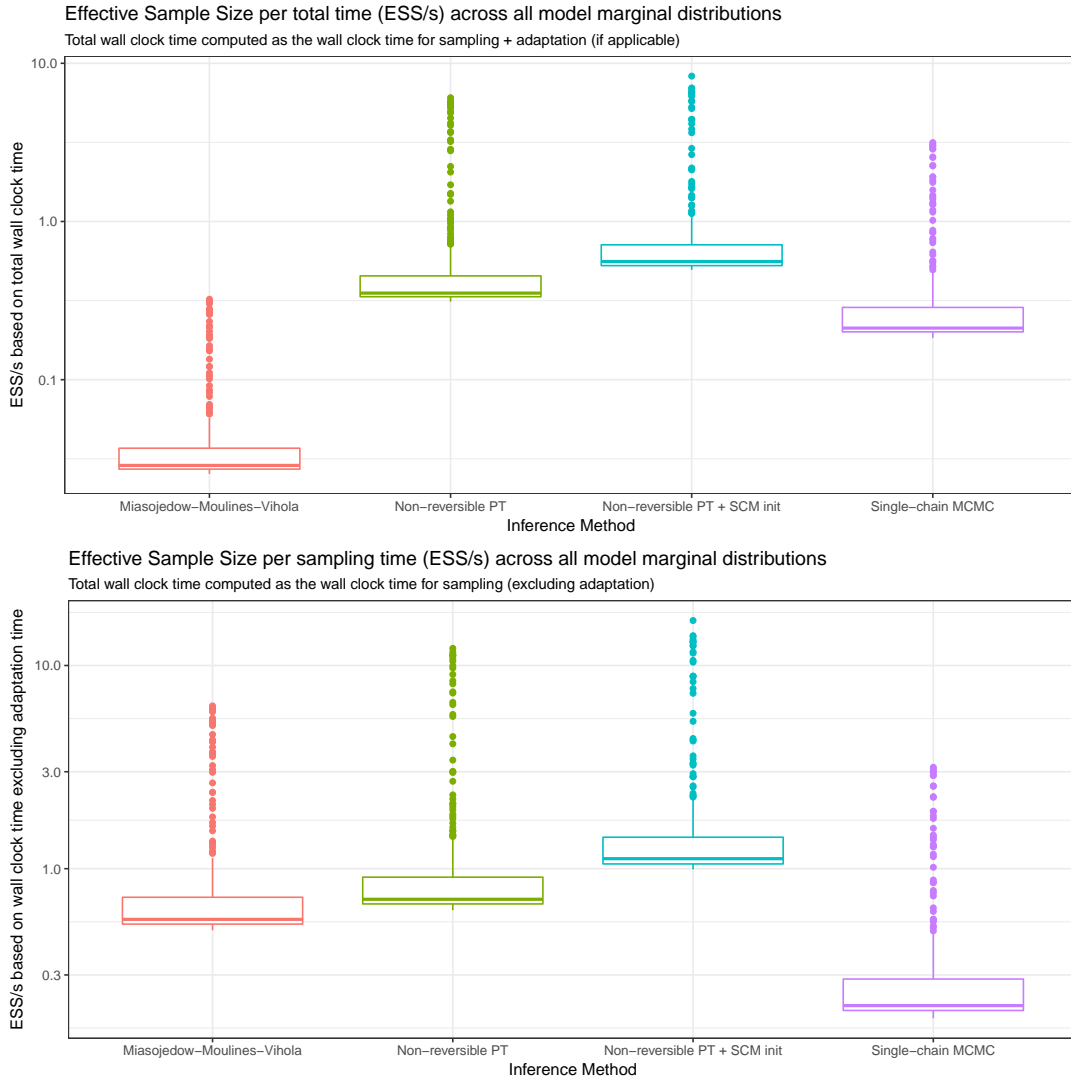 Effective Sample Size per total time (ESS/s) across all model marginal distributions
Total wall clock time computed as the wall clock time for sampling + adaptation (if applicable)
ESS/s based on total wall clock time
10.0
1.0
0.1
Miasojedow−Moulines−Vihola
Non−reversible PT
Non−reversible PT + SCM init
Single−chain MCMC
Inference Method
Effective Sample Size per sampling time (ESS/s) across all model marginal distributions
Total wall clock time computed as the wall clock time for sampling (excluding adaptation)
ESS/s based on wall clock time excluding adaptation time
10.0
3.0
1.0
0.3
Miasojedow−Moulines−Vihola
Non−reversible PT
Non−reversible PT + SCM init
Single−chain MCMC
Inference Method